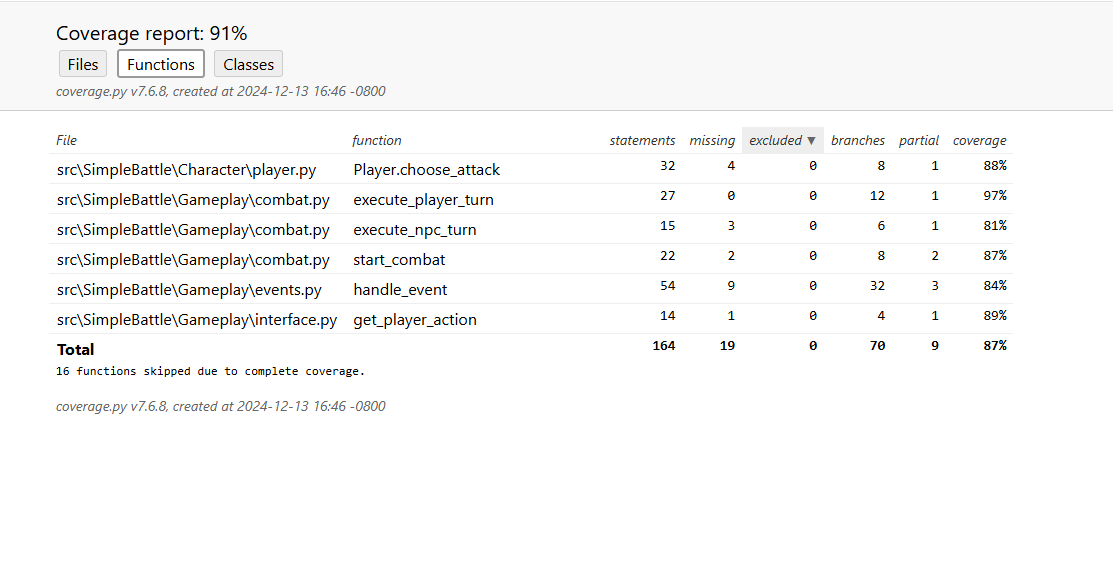 Coverage report: 91%
Files Functions Classes
coverage.py v7.6.8, created at 2024-12-13 16:46 -0800
File function statements missing excluded ▼ branches partial coverage
src\SimpleBattle\Character\player.py Player.choose_attack 32 4 0 8 1 88%
src\SimpleBattle\Gameplay\combat.py execute_player_turn 27 0 0 12 1 97%
src\SimpleBattle\Gameplay\combat.py execute_npc_turn 15 3 0 6 1 81%
src\SimpleBattle\Gameplay\combat.py start_combat 22 2 0 8 2 87%
src\SimpleBattle\Gameplay\events.py handle_event 54 9 0 32 3 84%
src\SimpleBattle\Gameplay\interface.py get_player_action 14 1 0 4 1 89%
Total 164 19 0 70 9 87%
16 functions skipped due to complete coverage.
coverage.py v7.6.8, created at 2024-12-13 16:46 -0800